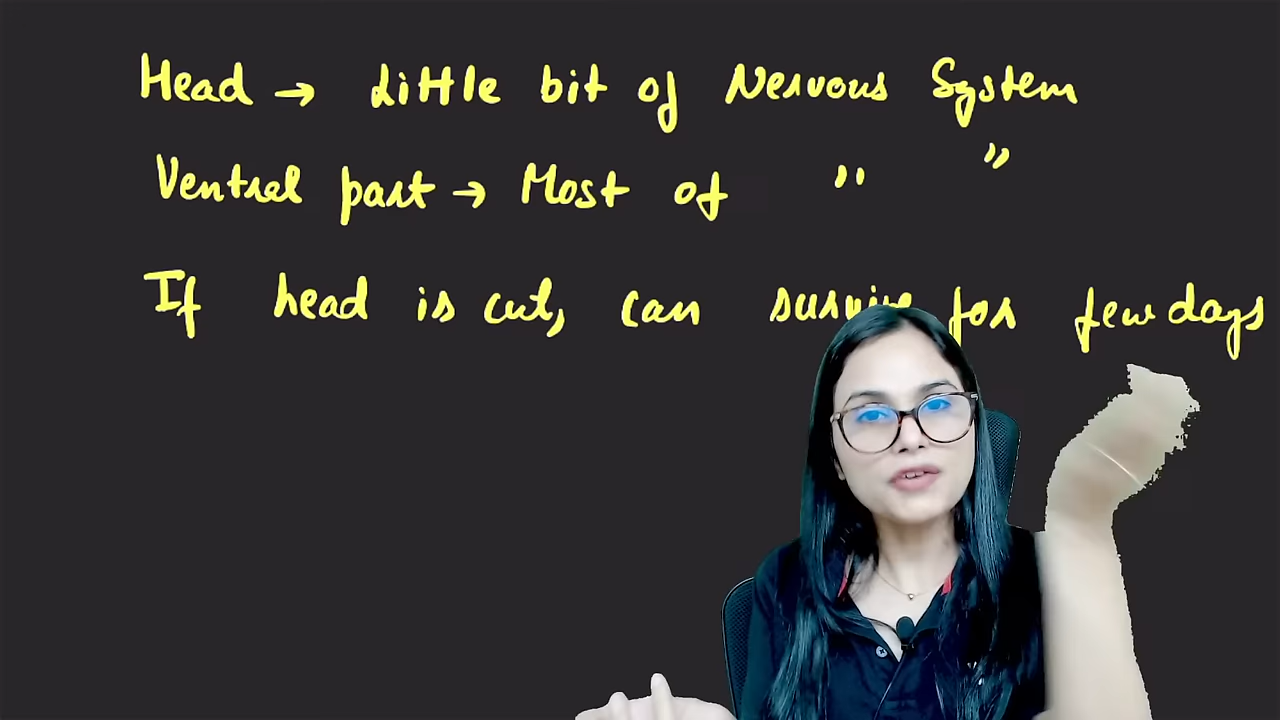 Head → Little bit of Nervous System
Ventral part → Most of " "
If head is cut, can survive for few days